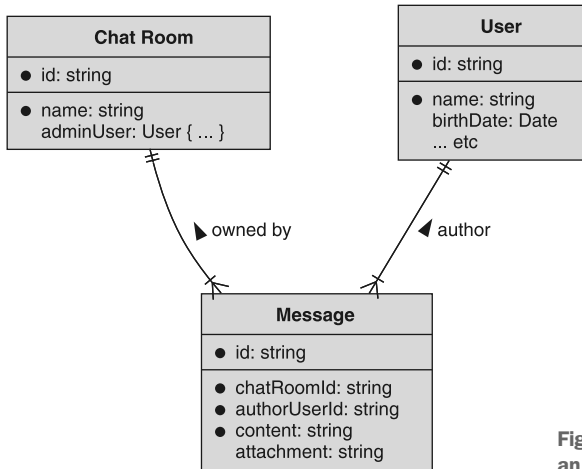 Chat Room
● id: string
● name: string
adminUser: User { ... }
User
● id: string
● name: string
birthDate: Date
... etc
owned by
author
Message
● id: string
● chatRoomId: string
● authorUserId: string
● content: string
attachment: string